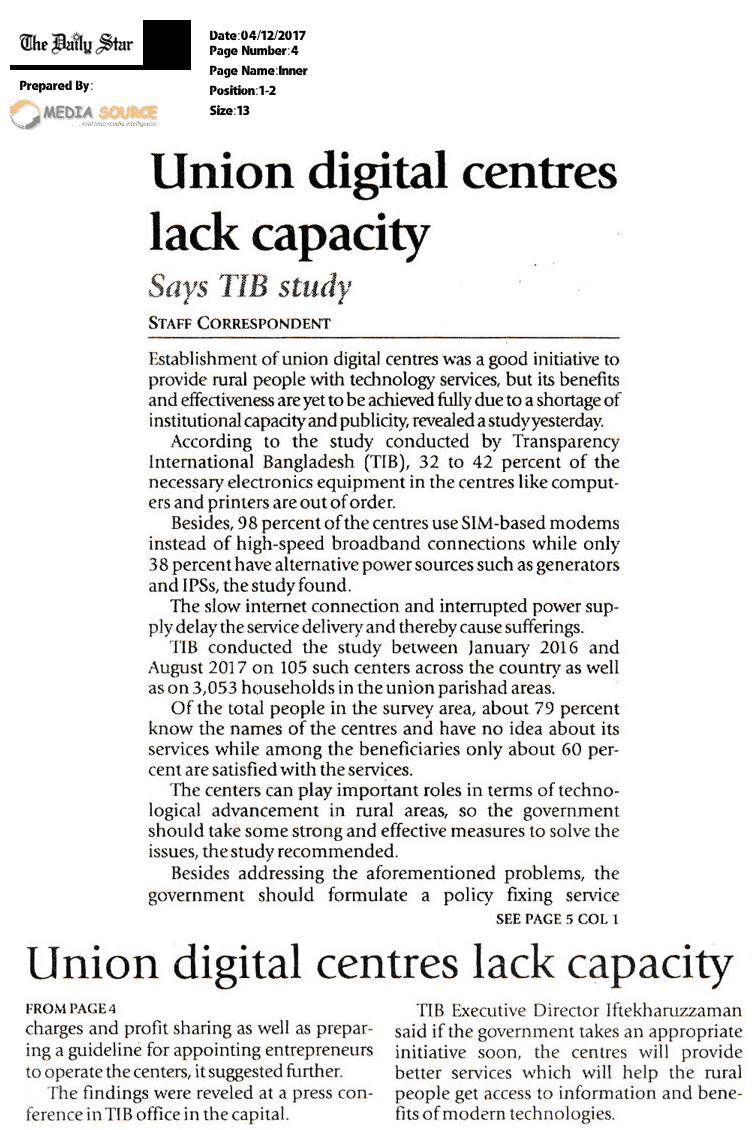 The Daily Star
Prepared By:
MEDIA SOURCE
...real time media intelligence
Date:04/12/2017
Page Number:4
Page Name:Inner
Position:1-2
Size:13
Union digital centres
lack capacity
Says TIB study
STAFF CORRESPONDENT
Establishment of union digital centres was a good initiative to
provide rural people with technology services, but its benefits
and effectiveness are yet to be achieved fully due to a shortage of
institutional capacity and publicity, revealed a study yesterday.
According to the study conducted by Transparency
International Bangladesh (TIB), 32 to 42 percent of the
necessary electronics equipment in the centres like comput-
ers and printers are out of order.
Besides, 98 percent of the centres use SIM-based modems
instead of high-speed broadband connections while only
38 percent have alternative power sources such as generators
and IPSs, the study found.
The slow internet connection and interrupted power sup-
ply delay the service delivery and thereby cause sufferings.
TIB conducted the study between January 2016 and
August 2017 on 105 such centers across the country as well
as on 3,053 households in the union parishad areas.
Of the total people in the survey area, about 79 percent
know the names of the centres and have no idea about its
services while among the beneficiaries only about 60 per-
cent are satisfied with the services.
The centers can play important roles in terms of techno-
logical advancement in rural areas, so the government
should take some strong and effective measures to solve the
issues, the study recommended.
Besides addressing the aforementioned problems, the
government should formulate a policy fixing service
SEE PAGE 5 COL 1
Union digital centres lack capacity
FROM PAGE 4
charges and profit sharing as well as prepar-
ing a guideline for appointing entrepreneurs
to operate the centers, it suggested further.
The findings were reveled at a press con-
ference in TIB office in the capital.
TIB Executive Director Iftekharuzzaman
said if the government takes an appropriate
initiative soon, the centres will provide
better services which will help the rural
people get access to information and bene-
fits of modern technologies.